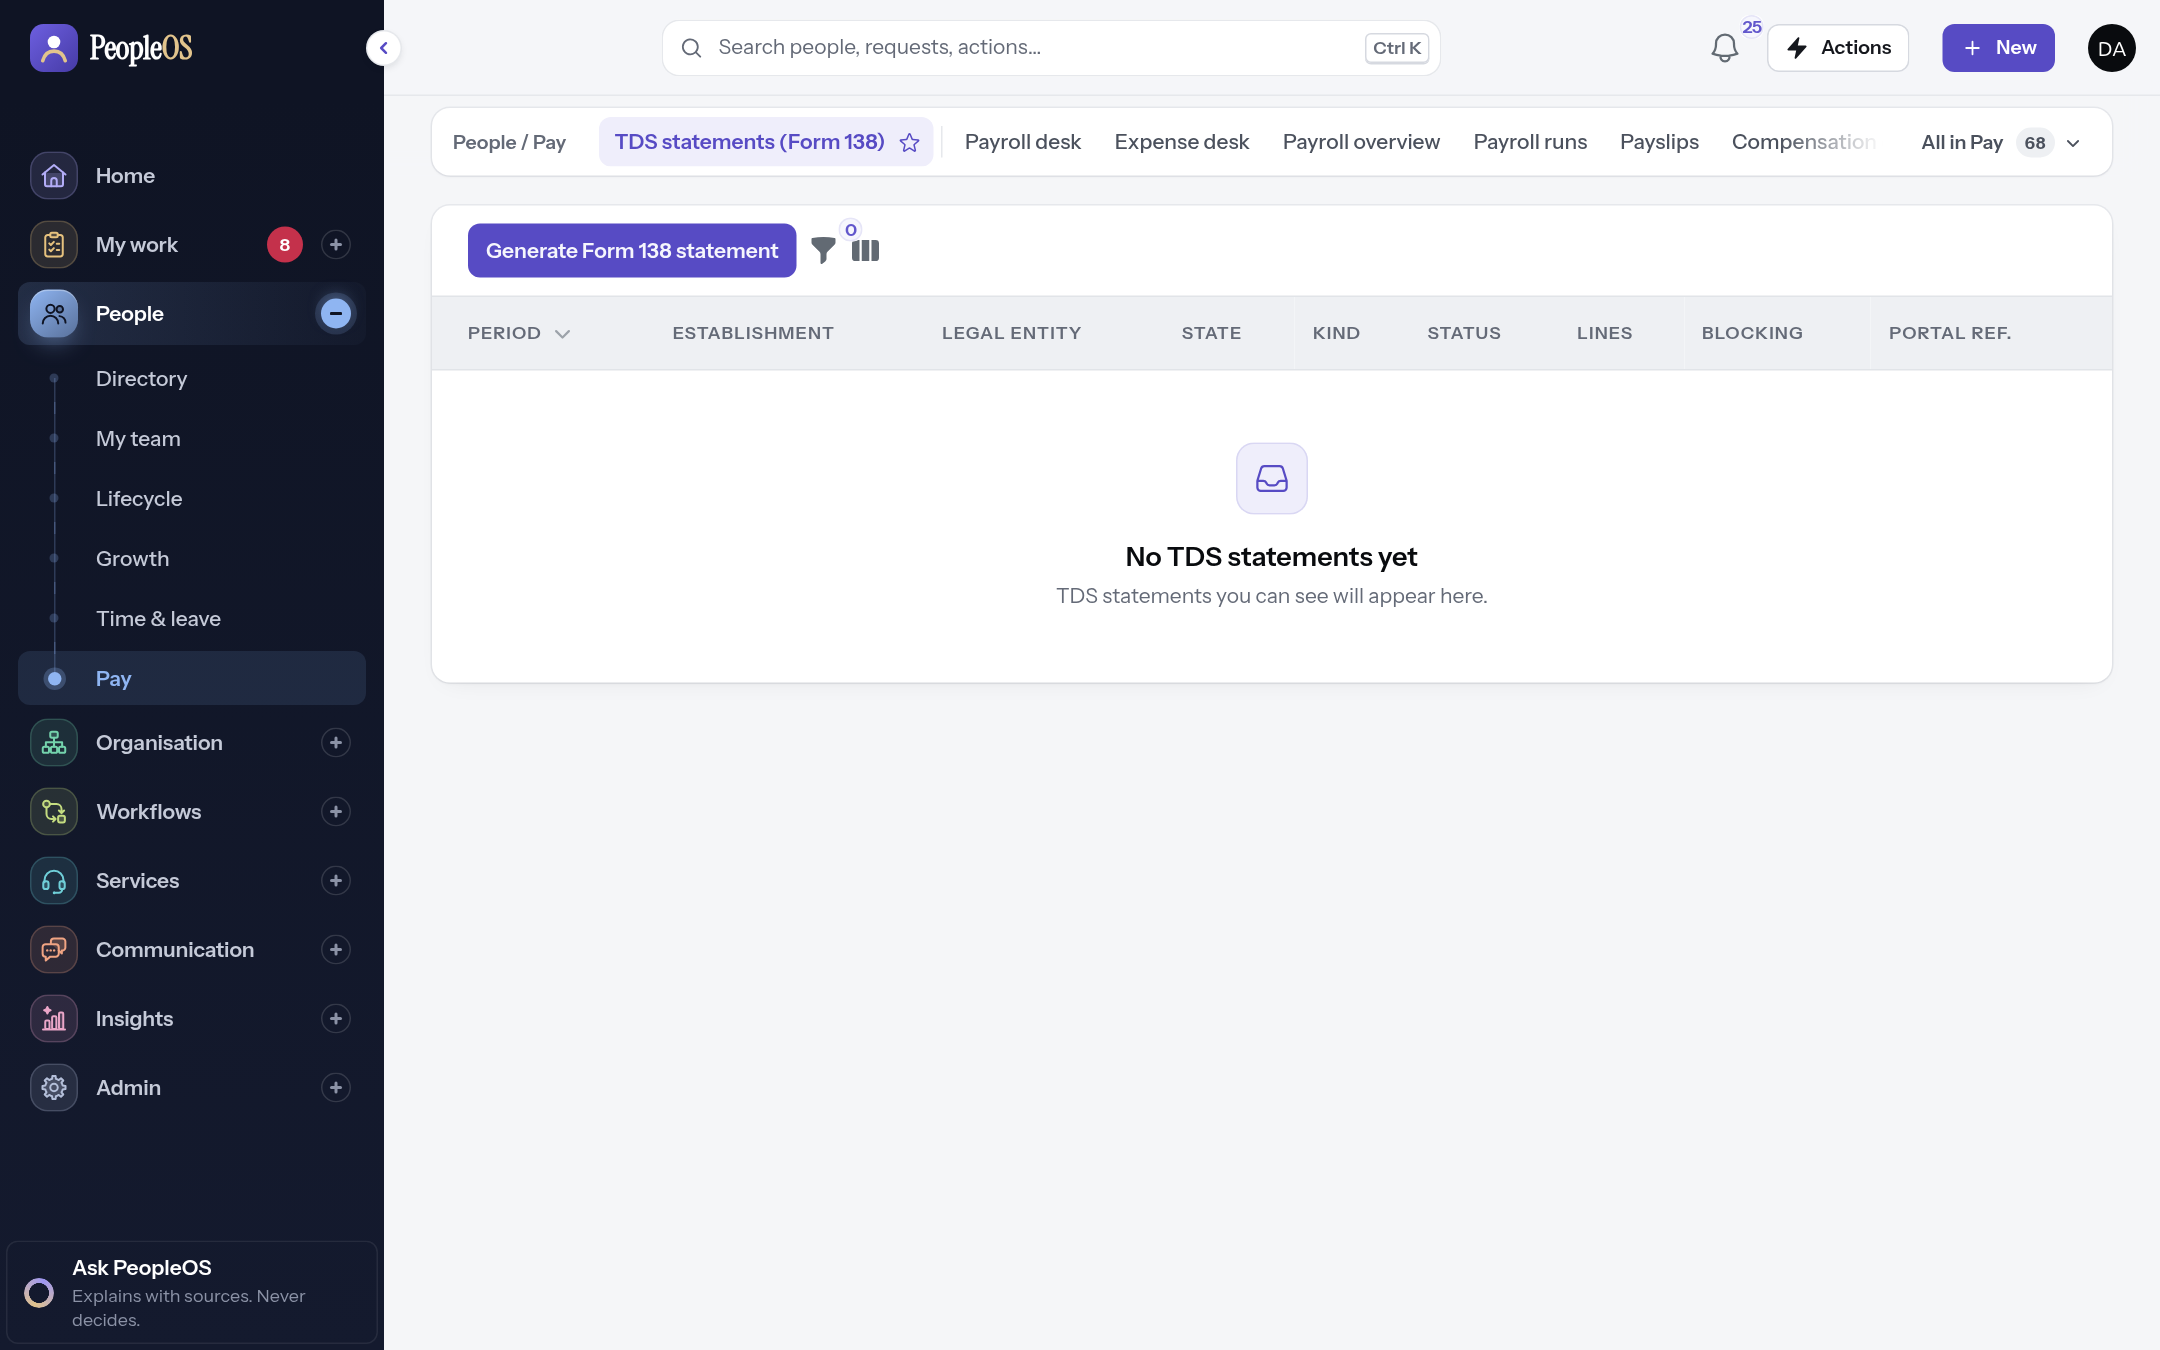 PeopleOS
Search people, requests, actions...
Ctrl K
25
Actions
New
DA
Home
My work
8
People
Directory
My team
Lifecycle
Growth
Time & leave
Pay
Organisation
Workflows
Services
Communication
Insights
Admin
Ask PeopleOS
Explains with sources. Never
decides.
People / Pay
TDS statements (Form 138)
Payroll desk
Expense desk
Payroll overview
Payroll runs
Payslips
Compensation
All in Pay
68
Generate Form 138 statement
0
PERIOD
ESTABLISHMENT
LEGAL ENTITY
STATE
KIND
STATUS
LINES
BLOCKING
PORTAL REF.
No TDS statements yet
TDS statements you can see will appear here.